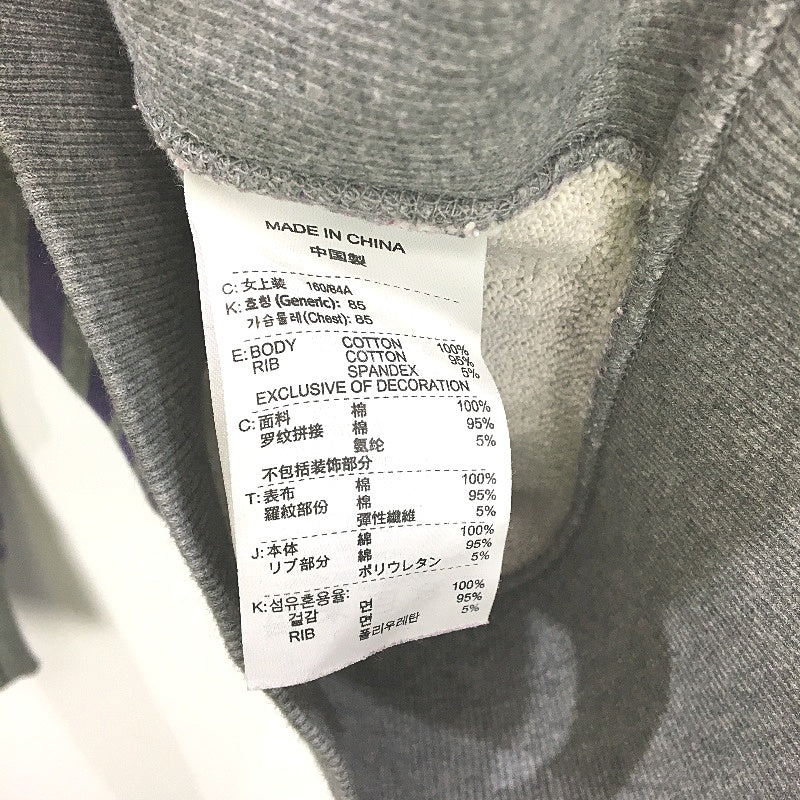 MADE IN CHINA
中国製
C: 女上装 160/84A
K: 호칭 (Generic): 85
가슴둘레(Chest): 85
E: BODY COTTON 100%
RIB COTTON 95%
SPANDEX 5%
EXCLUSIVE OF DECORATION
C: 面料 棉 100%
罗纹拼接 棉 95%
氨纶 5%
不包括装饰部分
T: 表布 棉 100%
羅紋部份 棉 95%
彈性纖維 5%
J: 本体 綿 100%
リブ部分 綿 95%
ポリウレタン 5%
K: 섬유혼용율:
겉감 면 100%
RIB 면 95%
폴리우레탄 5%